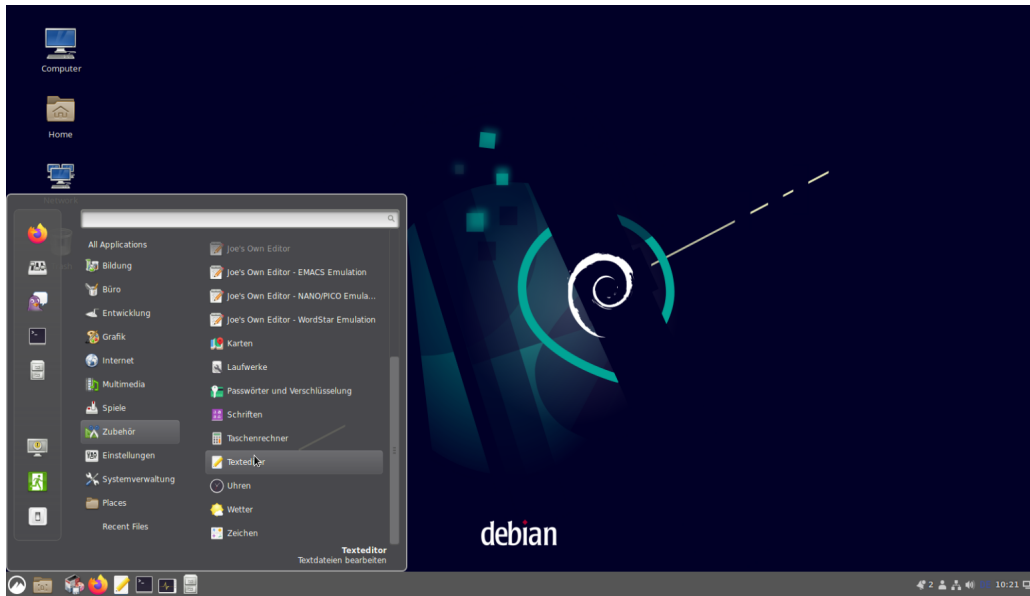 Computer
Home
Network
All Applications
Bildung
Büro
Entwicklung
Grafik
Internet
Multimedia
Spiele
Zubehör
Einstellungen
Systemverwaltung
Places
Recent Files
Joe's Own Editor
Joe's Own Editor - EMACS Emulation
Joe's Own Editor - NANO/PICO Emula...
Joe's Own Editor - WordStar Emulation
Karten
Laufwerke
Passwörter und Verschlüsselung
Schriften
Taschenrechner
Texteditor
Uhren
Wetter
Zeichen
Texteditor
Textdateien bearbeiten
debian
2
10:21